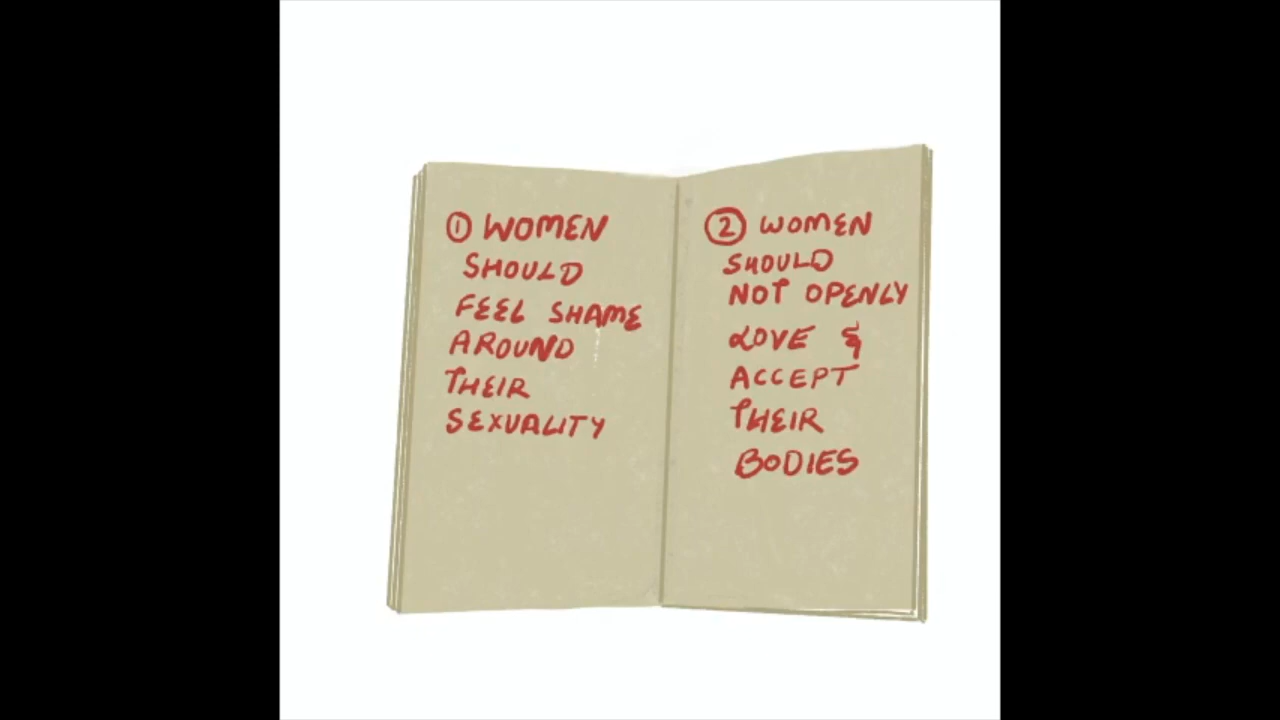 ① WOMEN
SHOULD
FEEL SHAME
AROUND
THEIR
SEXUALITY
② WOMEN
SHOULD
NOT OPENLY
LOVE &
ACCEPT
THEIR
BODIES